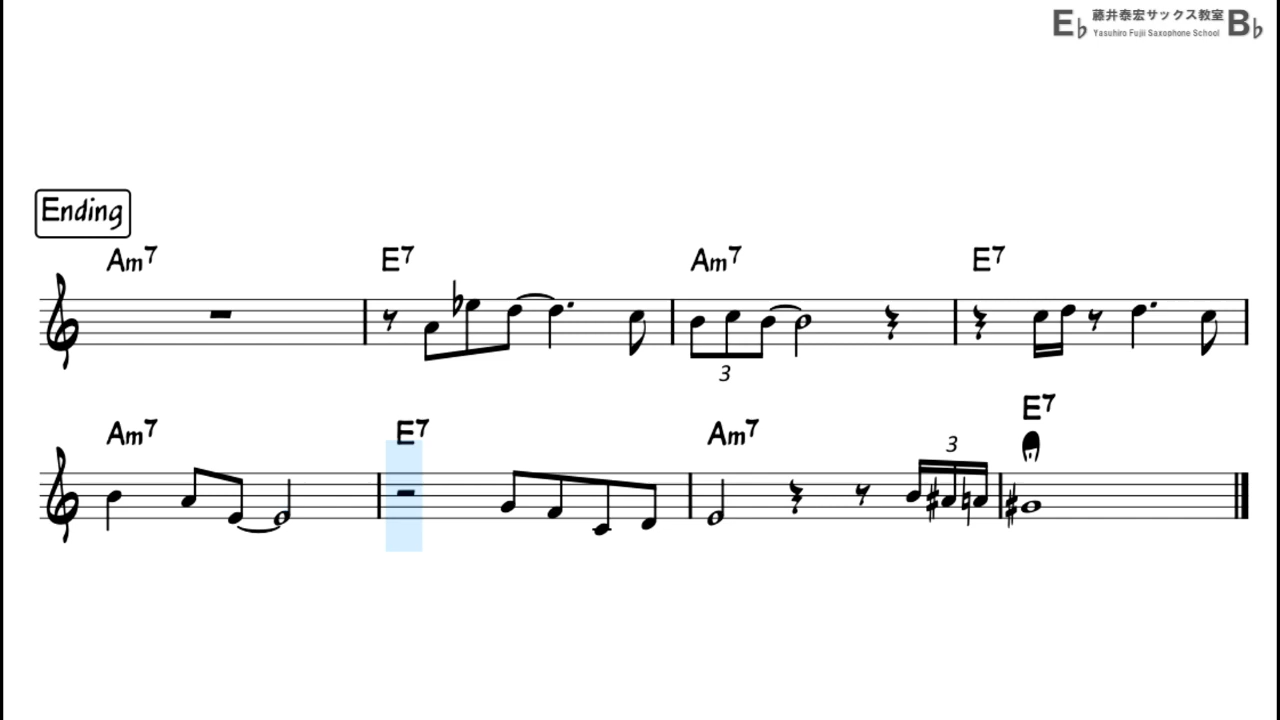 E♭ 藤井泰宏サックス教室 B♭
Yasuhiro Fujii Saxophone School
Ending
Am7 E7 Am7 E7
3
Am7 E7 Am7 E7
3